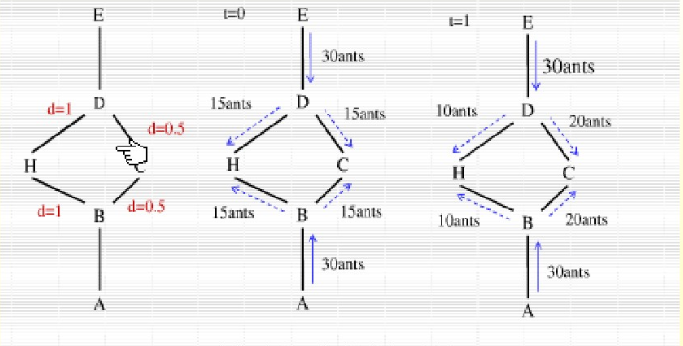 E
d=1
D
d=0.5
H
C
d=1
B
d=0.5
A
t=0
E
30ants
15ants
D
15ants
H
C
15ants
B
15ants
30ants
A
t=1
E
30ants
10ants
D
20ants
H
C
10ants
B
20ants
30ants
A